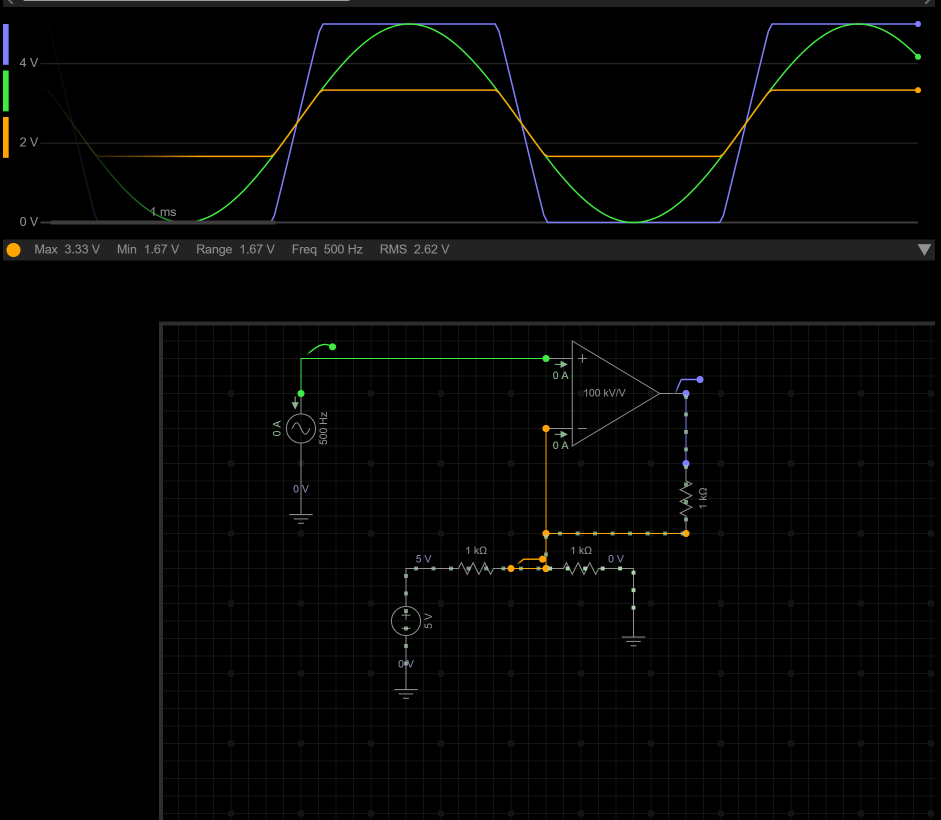 4 V
2 V
1 ms
0 V
Max 3.33 V Min 1.67 V Range 1.67 V Freq 500 Hz RMS 2.62 V
+
0 A
100 kV/V
0 A
500 Hz
−
0 A
0 V
1 kΩ
5 V
1 kΩ
1 kΩ
0 V
+
5 V
0 V